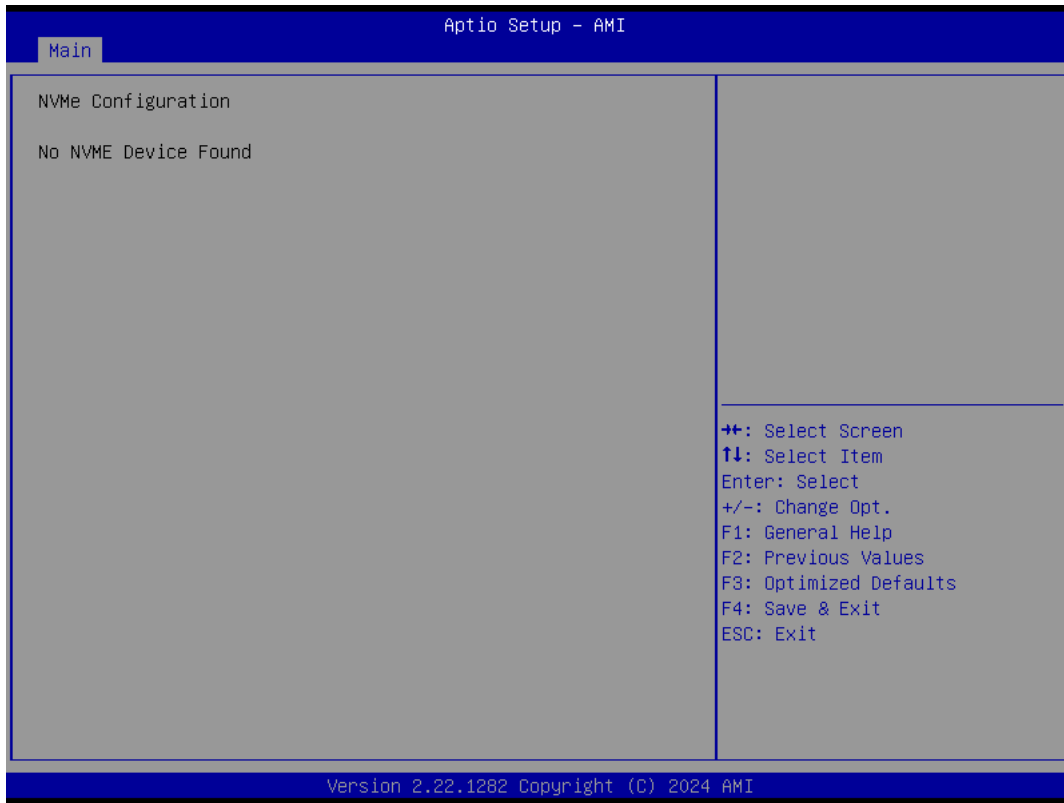 Aptio Setup – AMI
Main
NVMe Configuration
No NVME Device Found
→←: Select Screen
↑↓: Select Item
Enter: Select
+/-: Change Opt.
F1: General Help
F2: Previous Values
F3: Optimized Defaults
F4: Save & Exit
ESC: Exit
Version 2.22.1282 Copyright (C) 2024 AMI